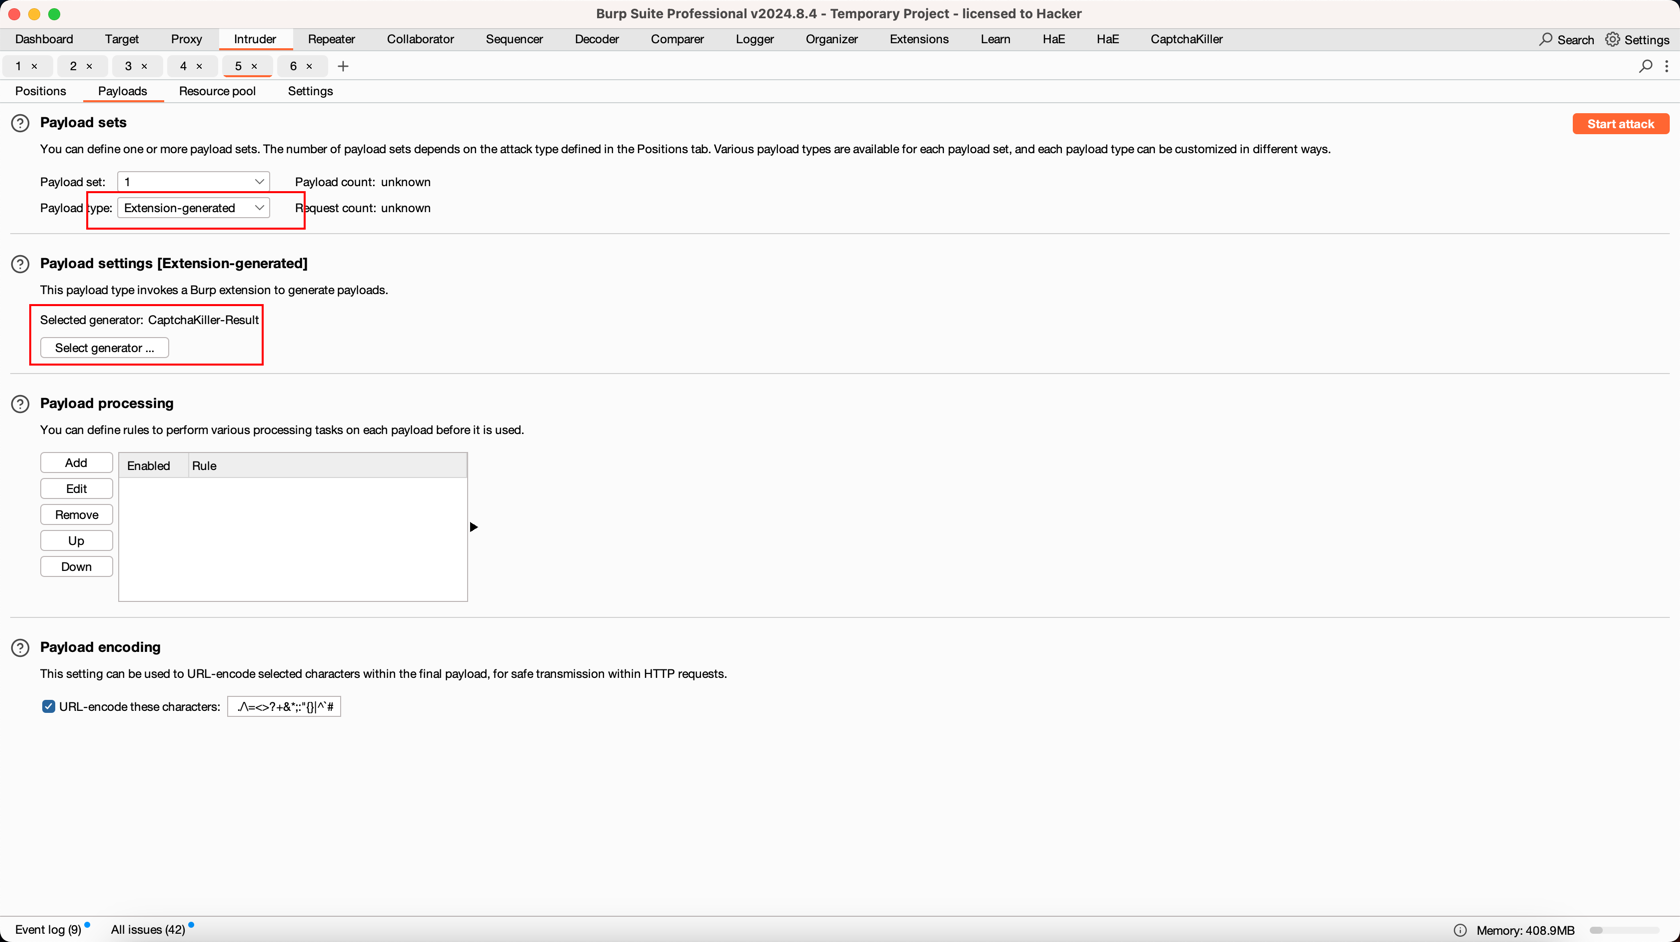 Burp Suite Professional v2024.8.4 - Temporary Project - licensed to Hacker
Dashboard Target Proxy Intruder Repeater Collaborator Sequencer Decoder Comparer Logger Organizer Extensions Learn HaE HaE CaptchaKiller Search Settings
1 × 2 × 3 × 4 × 5 × 6 × +
Positions Payloads Resource pool Settings
? Payload sets Start attack
You can define one or more payload sets. The number of payload sets depends on the attack type defined in the Positions tab. Various payload types are available for each payload set, and each payload type can be customized in different ways.
Payload set: 1 Payload count: unknown
Payload type: Extension-generated Request count: unknown
? Payload settings [Extension-generated]
This payload type invokes a Burp extension to generate payloads.
Selected generator: CaptchaKiller-Result
Select generator ...
? Payload processing
You can define rules to perform various processing tasks on each payload before it is used.
Add Enabled Rule
Edit
Remove
Up
Down
? Payload encoding
This setting can be used to URL-encode selected characters within the final payload, for safe transmission within HTTP requests.
URL-encode these characters: ./\=<>?+&*;:"{}|^`#
Event log (9) All issues (42) Memory: 408.9MB